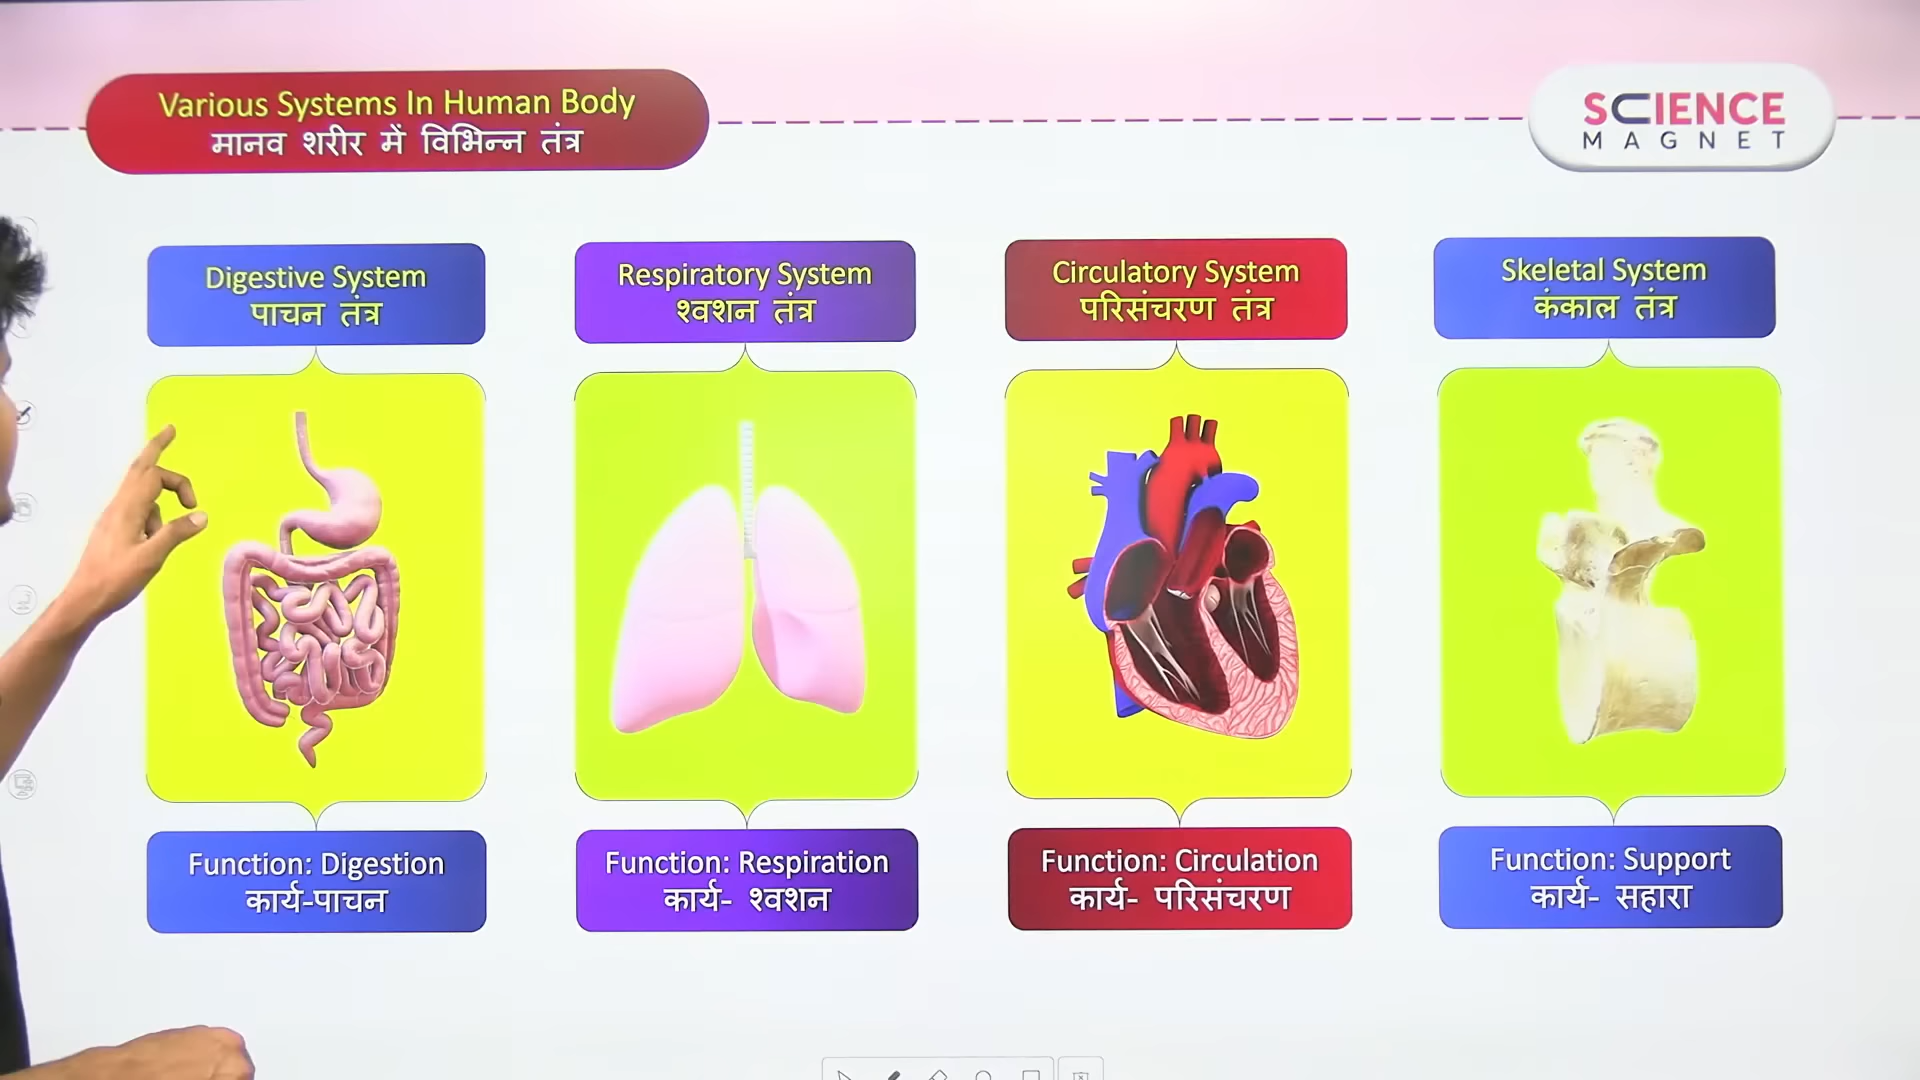 Various Systems In Human Body
मानव शरीर में विभिन्न तंत्र
SCIENCE
MAGNET
Digestive System
पाचन तंत्र
Respiratory System
श्वशन तंत्र
Circulatory System
परिसंचरण तंत्र
Skeletal System
कंकाल तंत्र
Function: Digestion
कार्य-पाचन
Function: Respiration
कार्य- श्वशन
Function: Circulation
कार्य- परिसंचरण
Function: Support
कार्य- सहारा